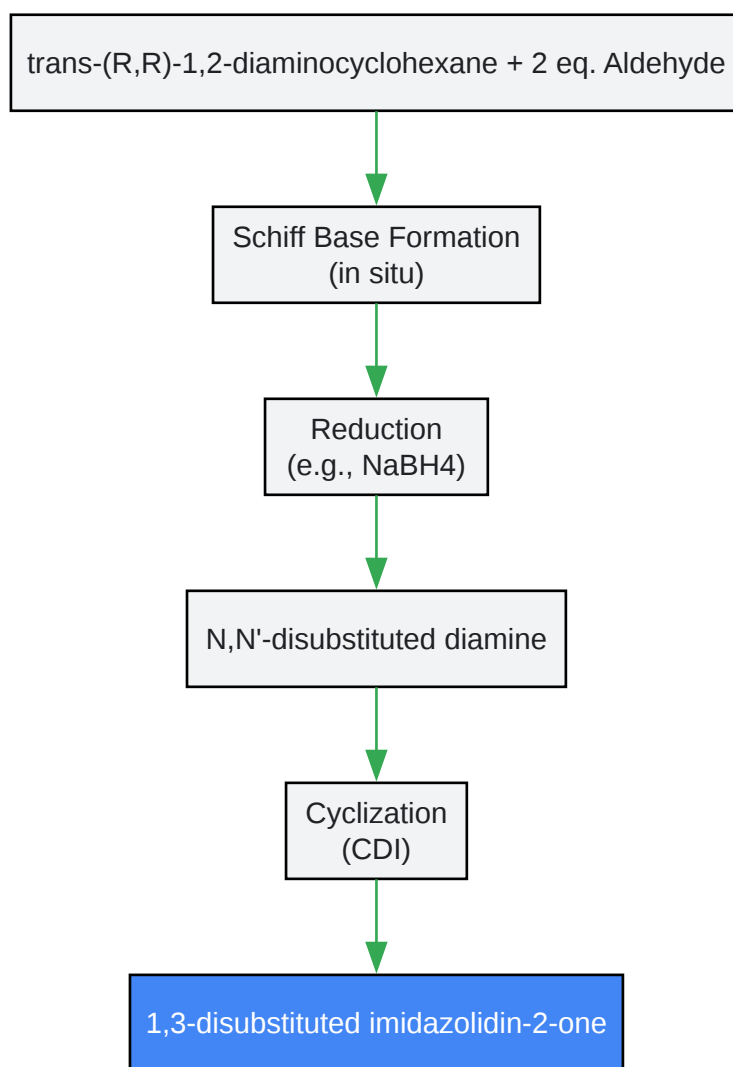 trans-(R,R)-1,2-diaminocyclohexane + 2 eq. Aldehyde
Schiff Base Formation
(in situ)
Reduction
(e.g., NaBH4)
N,N'-disubstituted diamine
Cyclization
(CDI)
1,3-disubstituted imidazolidin-2-one